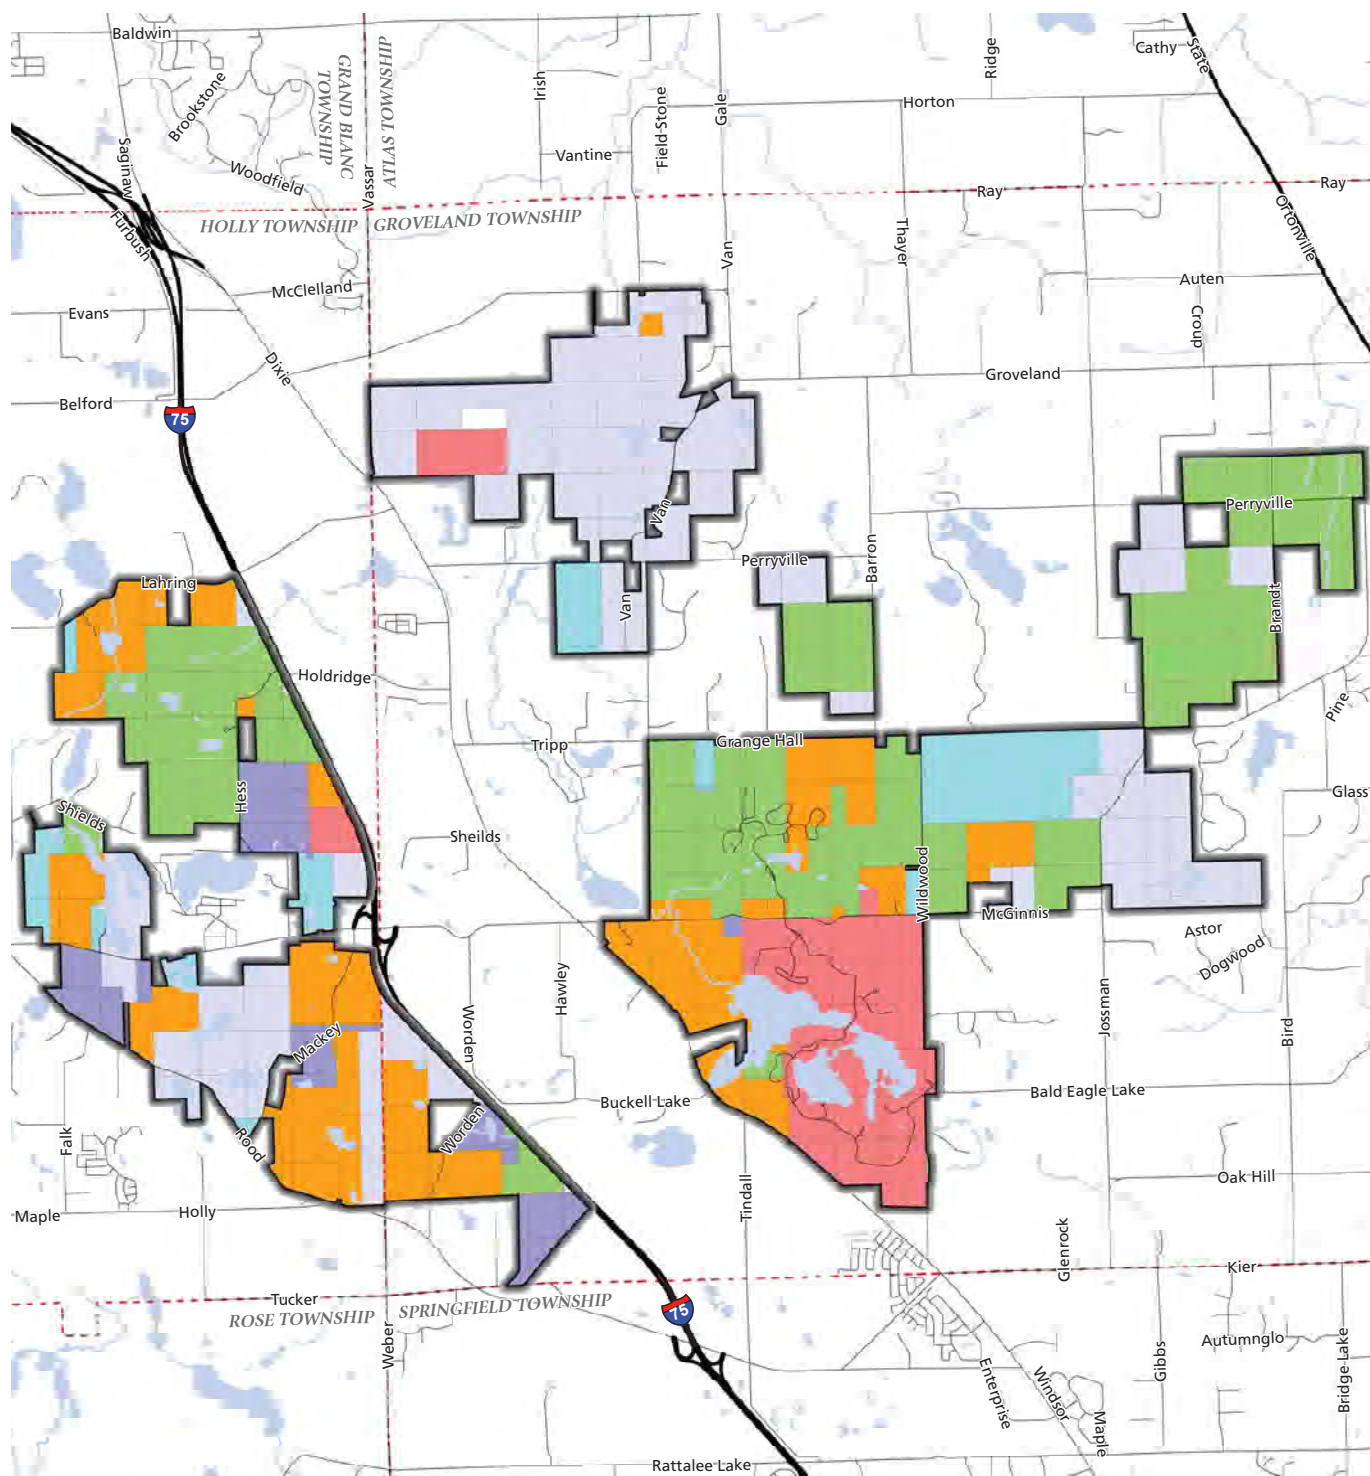 Baldwin
Brookstone
GRAND BLANC
TOWNSHIP
ATLAS TOWNSHIP
Irish
Field-Stone
Gale
Ridge
Cathy
State
Horton
Saginaw
Vantine
Woodfield
Vassar
Ray
Ray
Furbush
HOLLY TOWNSHIP
GROVELAND TOWNSHIP
Van
Thayer
Ortonville
McClelland
Auten
Evans
Croup
Dixie
Groveland
Belford
75
Perryville
Van
Perryville
Barron
Lahring
Van
Brandt
Holdridge
Pine
Tripp
Grange Hall
Hess
Glass
Shields
Sheilds
Wildwood
McGinnis
Astor
Dogwood
Hawley
Worden
Jossman
Bird
Mackey
Buckell Lake
Bald Eagle Lake
Worden
Falk
Rood
Oak Hill
Tindall
Maple
Holly
Glenrock
Kier
Tucker
ROSE TOWNSHIP
SPRINGFIELD TOWNSHIP
75
Weber
Gibbs
Autumnglo
Bridge-Lake
Enterprise
Windsor
Maple
Rattalee Lake